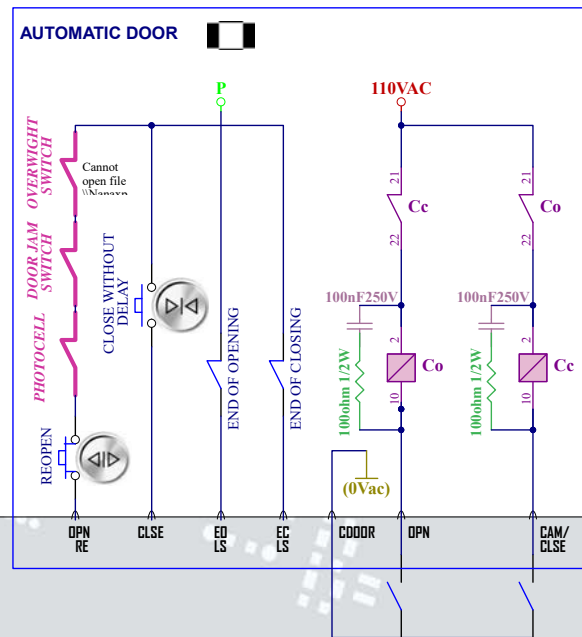 AUTOMATIC DOOR
P
110VAC
OVERWIGHT
SWITCH
Cannot
open file
DOOR JAM
SWITCH
PHOTOCELL
REOPEN
CLOSE WITHOUT
DELAY
END OF OPENING
END OF CLOSING
21
Cc
22
21
Co
22
100nF250V
100ohm 1/2W
2
Co
10
100nF250V
100ohm 1/2W
2
Cc
10
(0Vac)
OPN
RE
CLSE
EO
LS
EC
LS
CODOR
OPN
CAM/
CLSE